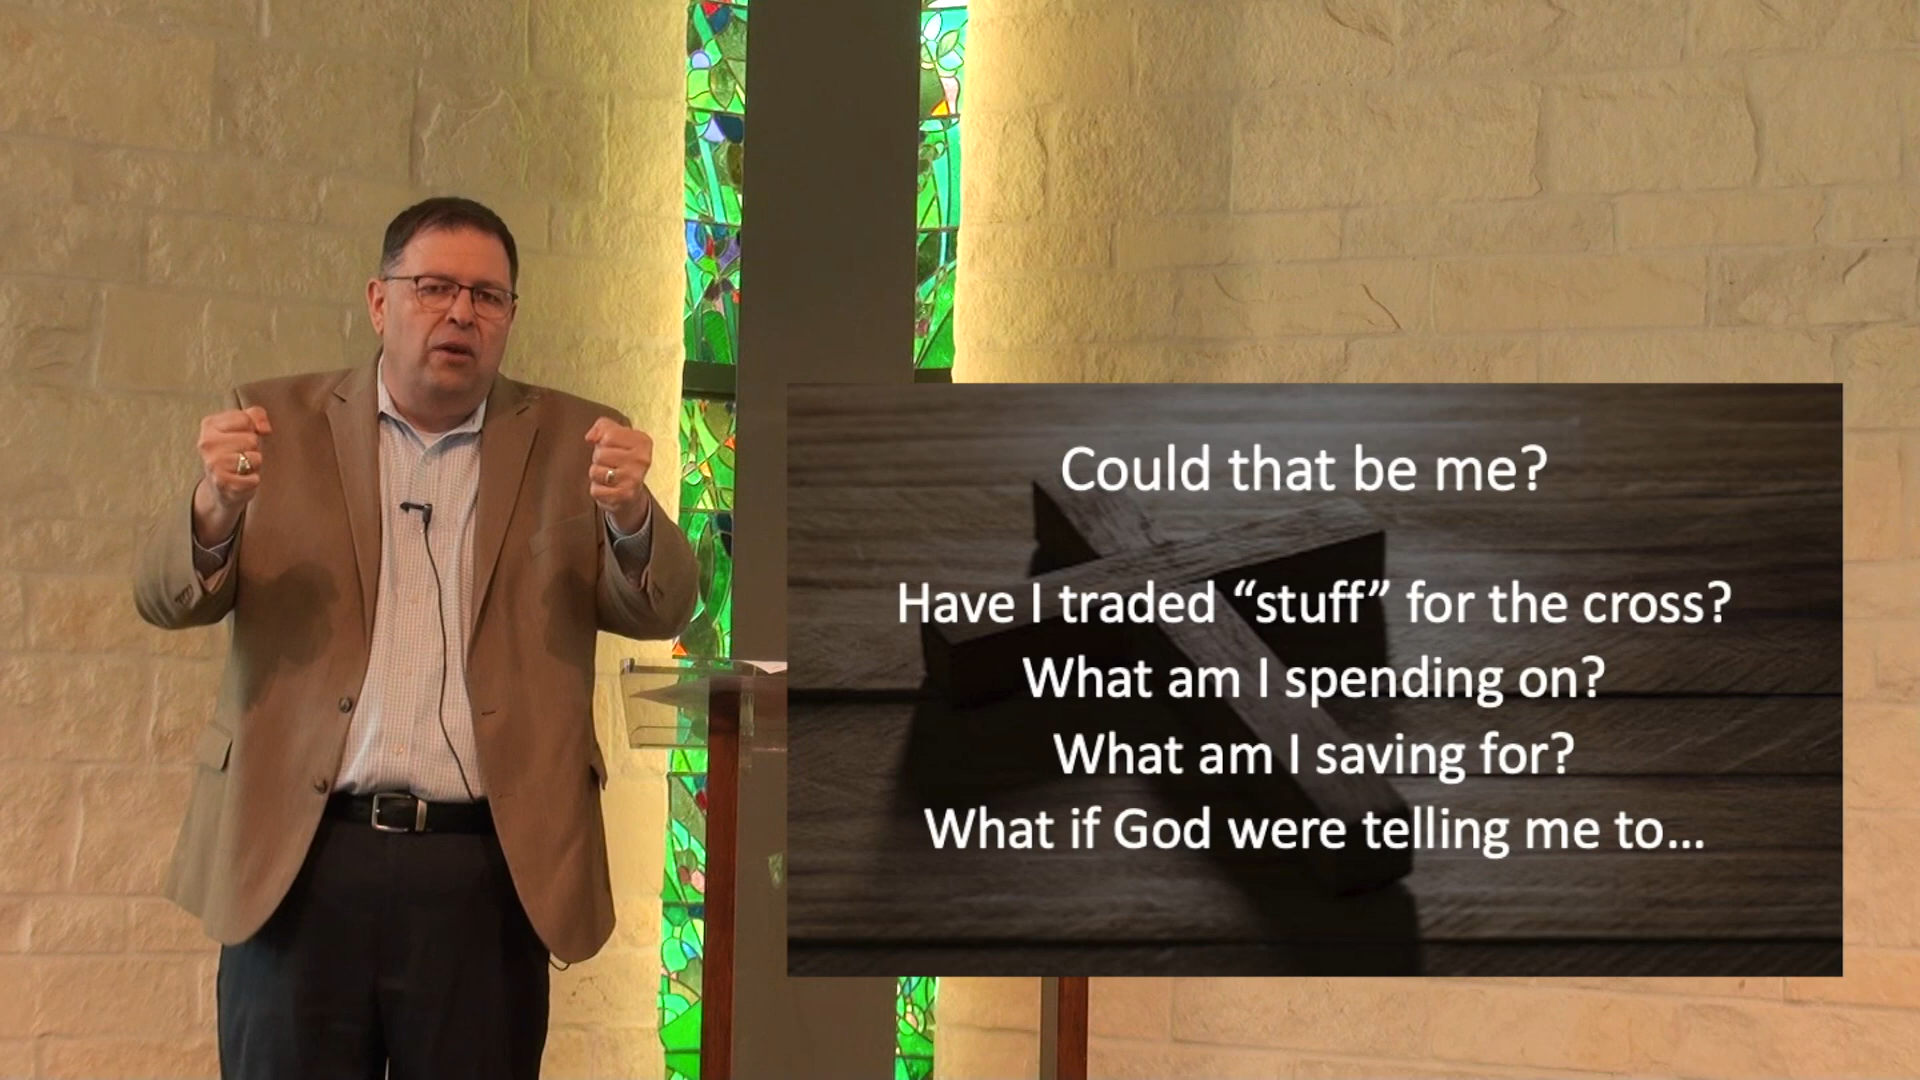 Could that be me?
Have I traded “stuff” for the cross?
What am I spending on?
What am I saving for?
What if God were telling me to...